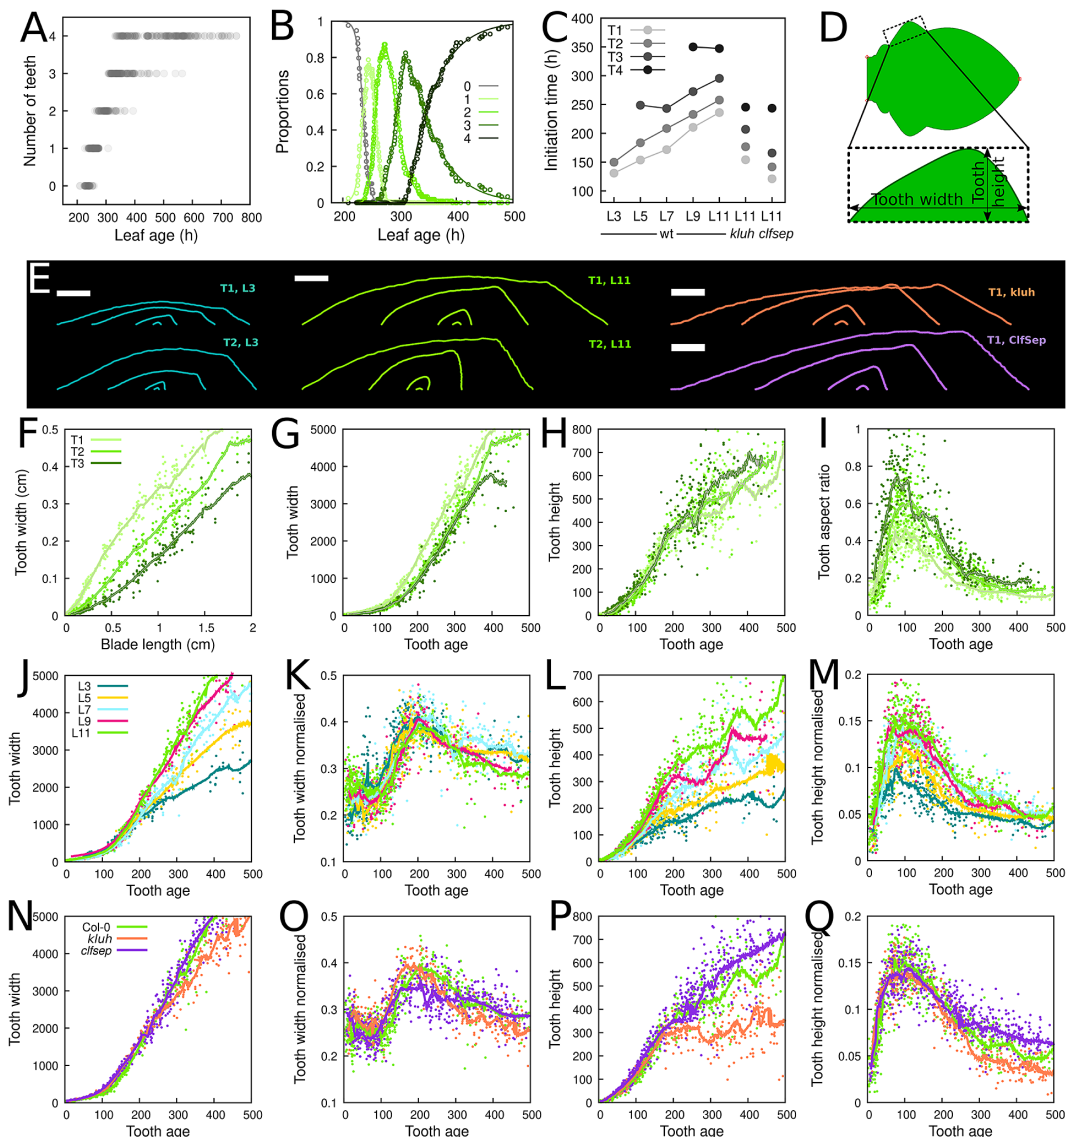 A
Number of teeth
4
3
2
1
0
200 300 400 500 600 700 800
Leaf age (h)
B
Proportions
1
0.8
0.6
0.4
0.2
0
0
1
2
3
4
100 200 300 400 500
Leaf age (h)
C
Initiation time (h)
400
350
300
250
200
150
100
T1
T2
T3
T4
L3 L5 L7 L9 L11 L11 L11
wt kluh clfsep
D
Tooth width
Tooth height
E
T1, L3
T2, L3
T1, L11
T2, L11
T1, kluh
T1, ClfSep
F
Tooth width (cm)
0.5
0.4
0.3
0.2
0.1
0
T1
T2
T3
0 0.5 1 1.5 2
Blade length (cm)
G
Tooth width
5000
4000
3000
2000
1000
0
0 100 200 300 400 500
Tooth age
H
Tooth height
800
700
600
500
400
300
200
100
0
0 100 200 300 400 500
Tooth age
I
Tooth aspect ratio
1
0.8
0.6
0.4
0.2
0
0 100 200 300 400 500
Tooth age
J
Tooth width
5000
4000
3000
2000
1000
0
L3
L5
L7
L9
L11
0 100 200 300 400 500
Tooth age
K
Tooth width normalised
0.5
0.4
0.3
0.2
0.1
0 100 200 300 400 500
Tooth age
L
Tooth height
700
600
500
400
300
200
100
0
0 100 200 300 400 500
Tooth age
M
Tooth height normalised
0.2
0.15
0.1
0.05
0
0 100 200 300 400 500
Tooth age
N
Tooth width
5000
4000
3000
2000
1000
0
Col-0
kluh
clfsep
0 100 200 300 400 500
Tooth age
O
Tooth width normalised
0.5
0.4
0.3
0.2
0.1
0 100 200 300 400 500
Tooth age
P
Tooth height
800
700
600
500
400
300
200
100
0
0 100 200 300 400 500
Tooth age
Q
Tooth height normalised
0.2
0.15
0.1
0.05
0
0 100 200 300 400 500
Tooth age